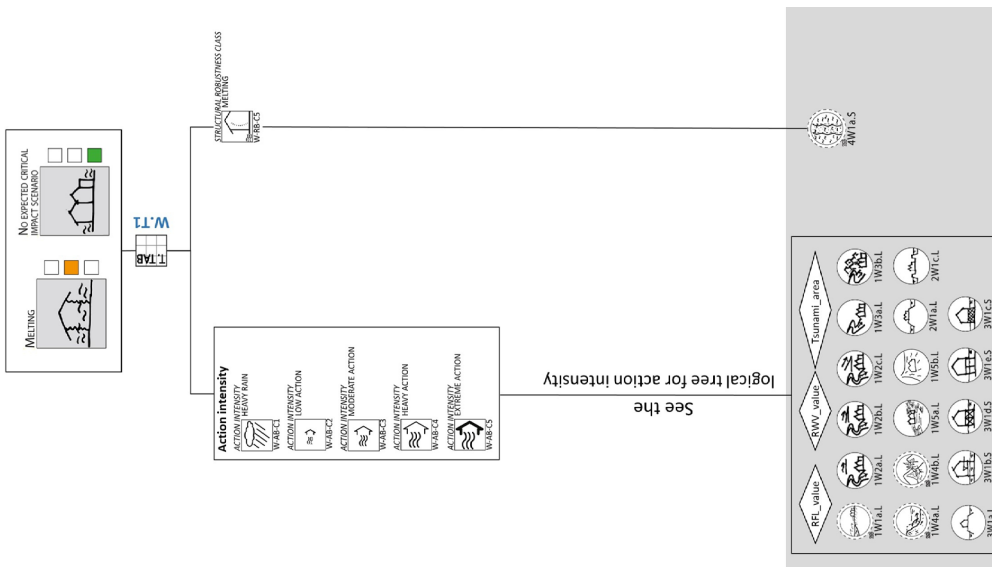 NO EXPECTED CRITICAL
IMPACT SCENARIO
MELTING
W.T1
T.TAB
STRUCTURAL ROBUSTNESS CLASS
MELTING
W-RB-C5
4W1a.S
Action intensity
ACTION INTENSITY
HEAVY RAIN
W-AB-C1
ACTION INTENSITY
LOW ACTION
W-AB-C2
ACTION INTENSITY
MODERATE ACTION
W-AB-C3
ACTION INTENSITY
HEAVY ACTION
W-AB-C4
ACTION INTENSITY
EXTREME ACTION
W-AB-C5
See the
logical tree for action intensity
RFL_value
RWV_value
Tsunami_area
1W1a.L
1W2a.L
1W2b.L
1W2c.L
1W3a.L
1W3b.L
1W4a.L
1W4b.L
1W5a.L
1W5b.L
2W1a.L
2W1c.L
3W1a.L
3W1b.S
3W1d.S
3W1e.S
3W1c.S